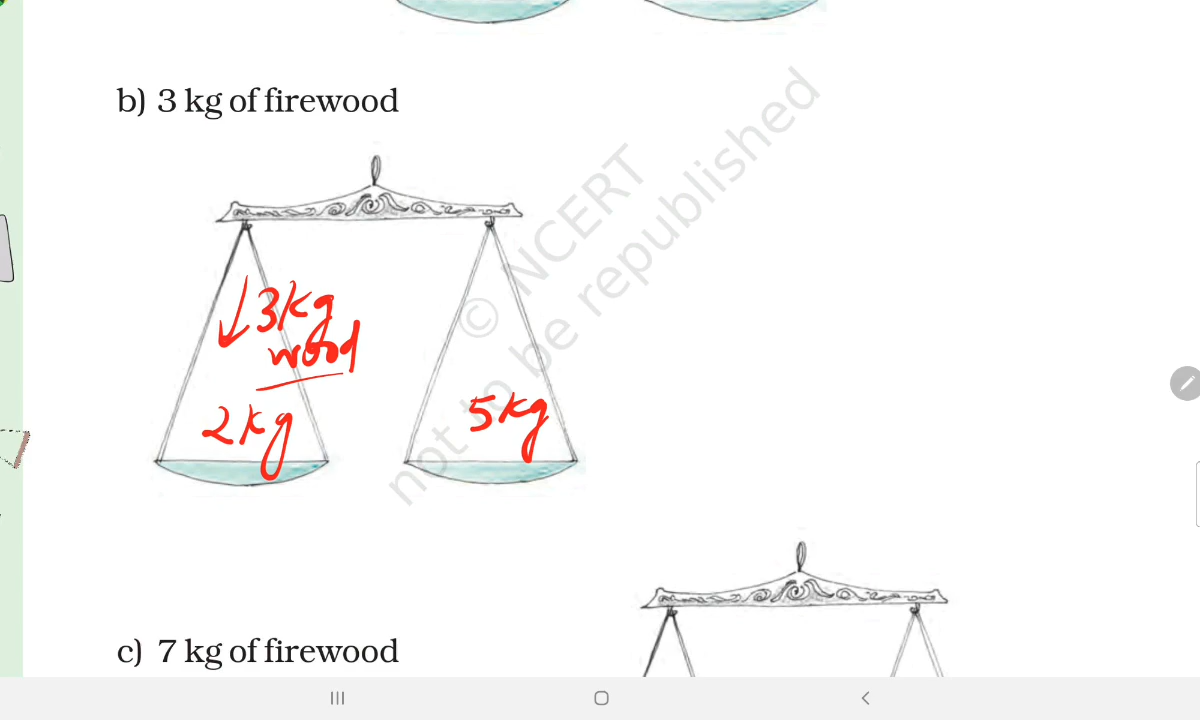 b) 3 kg of firewood
© NCERT
not to be republished
3kg
wood
2kg
5kg
c) 7 kg of firewood